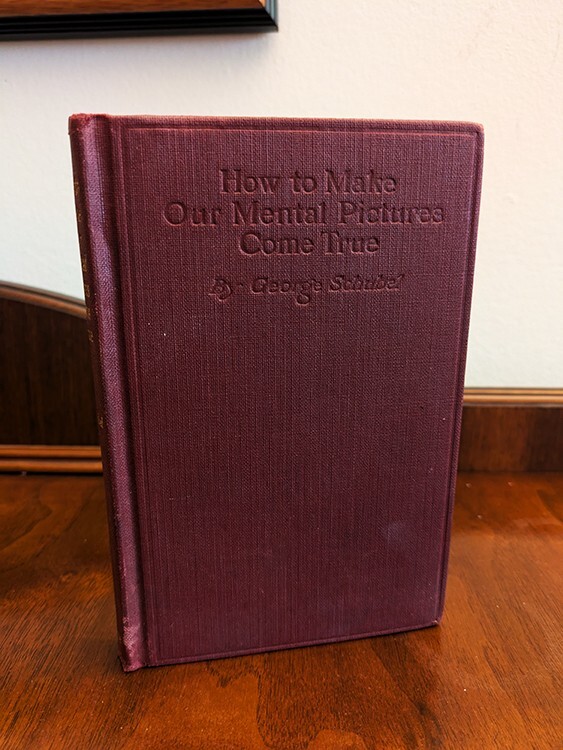 How to Make
Our Mental Pictures
Come True
By George Schubel